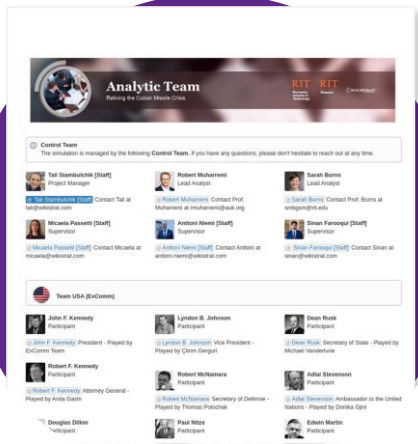 Analytic Team
Reliving the Cuban Missile Crisis
RIT RIT
Rochester Institute of Technology
Kosovo
WIKISTRAT
Control Team
The simulation is managed by the following Control Team. If you have any questions, please don't hesitate to reach out at any time.
Tali Stambulchik [Staff]
Project Manager
@ Tali Stambulchik [Staff] Contact Tali at
tali@wikistrat.com
Robert Muharremi
Lead Analyst
@ Robert Muharremi Contact Prof.
Muharremi at rmuharremi@auk.org
Sarah Burns
Lead Analyst
@ Sarah Burns Contact Prof. Burns at
smbgsm@rit.edu
Micaela Passetti [Staff]
Supervisor
@ Micaela Passetti [Staff] Contact Micaela at
micaela@wikistrat.com
Anttoni Niemi [Staff]
Supervisor
@ Anttoni Niemi [Staff] Contact Anttoni at
anttoni.niemi@wikistrat.com
Sinan Farooqui [Staff]
Supervisor
@ Sinan Farooqui [Staff] Contact Sinan at
sinan@wikistrat.com
Team USA (ExComm)
John F. Kennedy
Participant
@ John F. Kennedy President - Played by
ExComm Team
Lyndon B. Johnson
Participant
@ Lyndon B. Johnson Vice President -
Played by Çlirim Gerguri
Dean Rusk
Participant
@ Dean Rusk Secretary of State - Played by
Michael Vanderlune
Robert F. Kennedy
Participant
@ Robert F. Kennedy Attorney General -
Played by Anita Gashi
Robert McNamara
Participant
@ Robert McNamara Secretary of Defense -
Played by Thomas Polochak
Adlai Stevenson
Participant
@ Adlai Stevenson Ambassador to the United
Nations - Played by Donika Gjini
Douglas Dillon
Participant
Paul Nitze
Participant
Edwin Martin
Participant